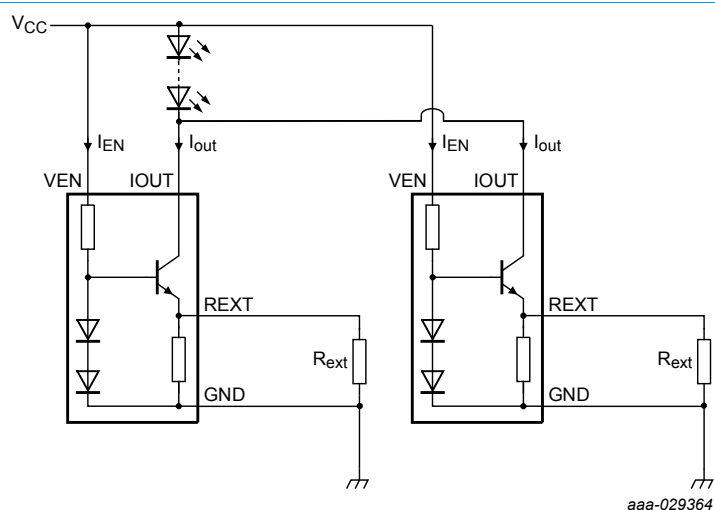 VCC
IEN
Iout
IEN
Iout
VEN
IOUT
VEN
IOUT
REXT
REXT
Rext
Rext
GND
GND
aaa-029364